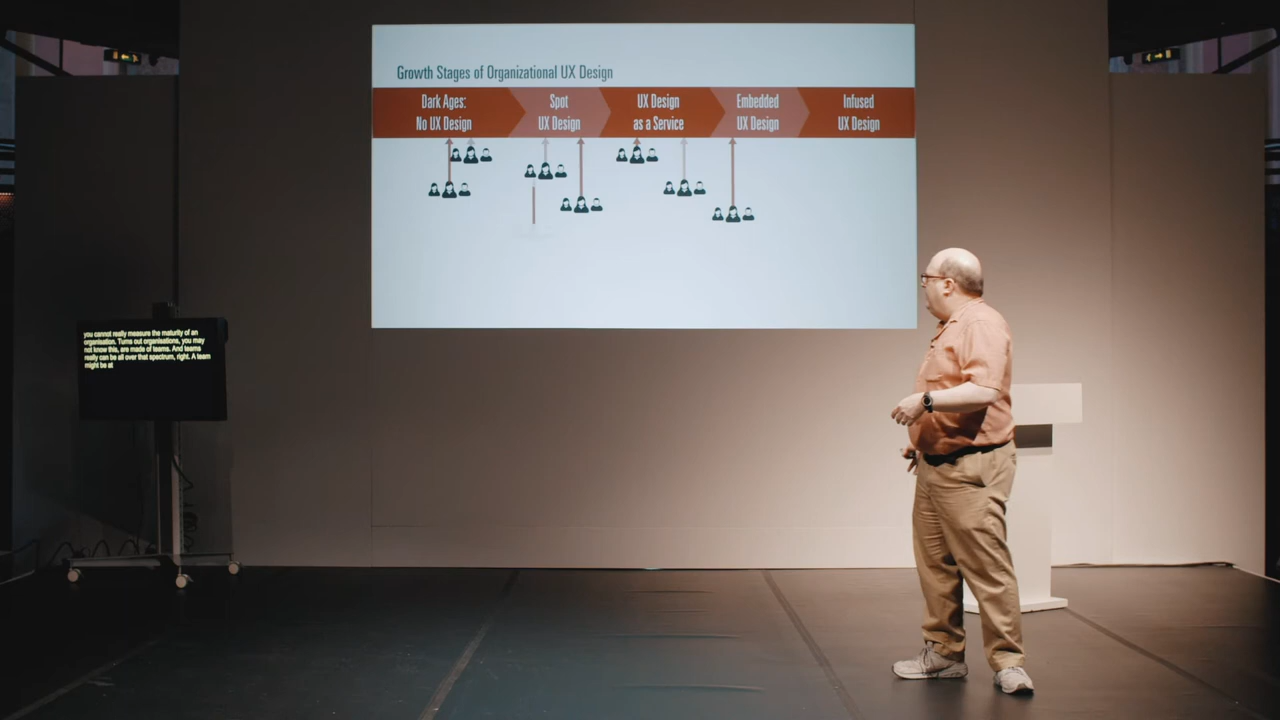 Growth Stages of Organizational UX Design
Dark Ages:
No UX Design
Spot
UX Design
UX Design
as a Service
Embedded
UX Design
Infused
UX Design
you cannot really measure the maturity of an
organisation. Turns out organisations, you may
not know this, are made of teams. And teams
really can be all over that spectrum, right. A team
might be at